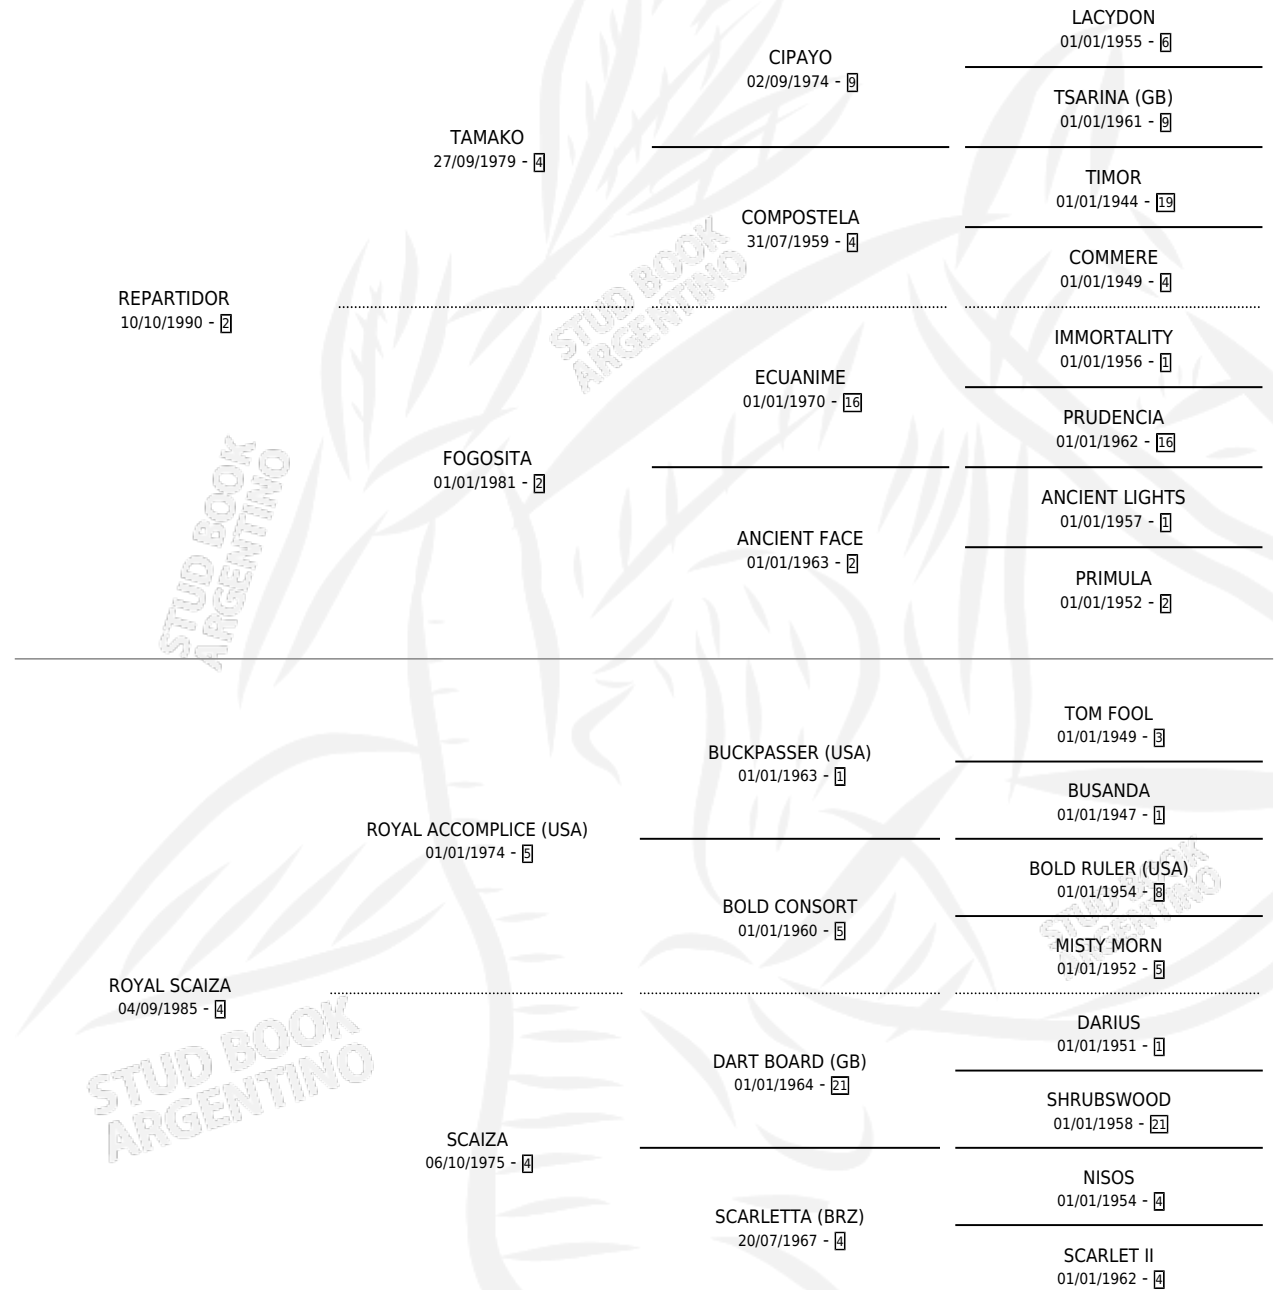 LACYDON
01/01/1955 - 6
CIPAYO
02/09/1974 - 9
TSARINA (GB)
01/01/1961 - 9
TAMAKO
27/09/1979 - 4
TIMOR
01/01/1944 - 19
COMPOSTELA
31/07/1959 - 4
COMMERE
01/01/1949 - 4
REPARTIDOR
10/10/1990 - 2
STUD BOOK
ARGENTINO
IMMORTALITY
01/01/1956 - 1
ECUANIME
01/01/1970 - 16
PRUDENCIA
01/01/1962 - 16
FOGOSITA
01/01/1981 - 2
ANCIENT LIGHTS
01/01/1957 - 1
ANCIENT FACE
01/01/1963 - 2
PRIMULA
01/01/1952 - 2
STUD BOOK
ARGENTINO
TOM FOOL
01/01/1949 - 3
BUCKPASSER (USA)
01/01/1963 - 1
BUSANDA
01/01/1947 - 1
ROYAL ACCOMPLICE (USA)
01/01/1974 - 5
BOLD RULER (USA)
01/01/1954 - 8
STUD BOOK
ARGENTINO
BOLD CONSORT
01/01/1960 - 5
MISTY MORN
01/01/1952 - 5
ROYAL SCAIZA
04/09/1985 - 4
STUD BOOK
ARGENTINO
DARIUS
01/01/1951 - 1
DART BOARD (GB)
01/01/1964 - 21
SHRUBSWOOD
01/01/1958 - 21
SCAIZA
06/10/1975 - 4
NISOS
01/01/1954 - 4
SCARLETTA (BRZ)
20/07/1967 - 4
SCARLET II
01/01/1962 - 4